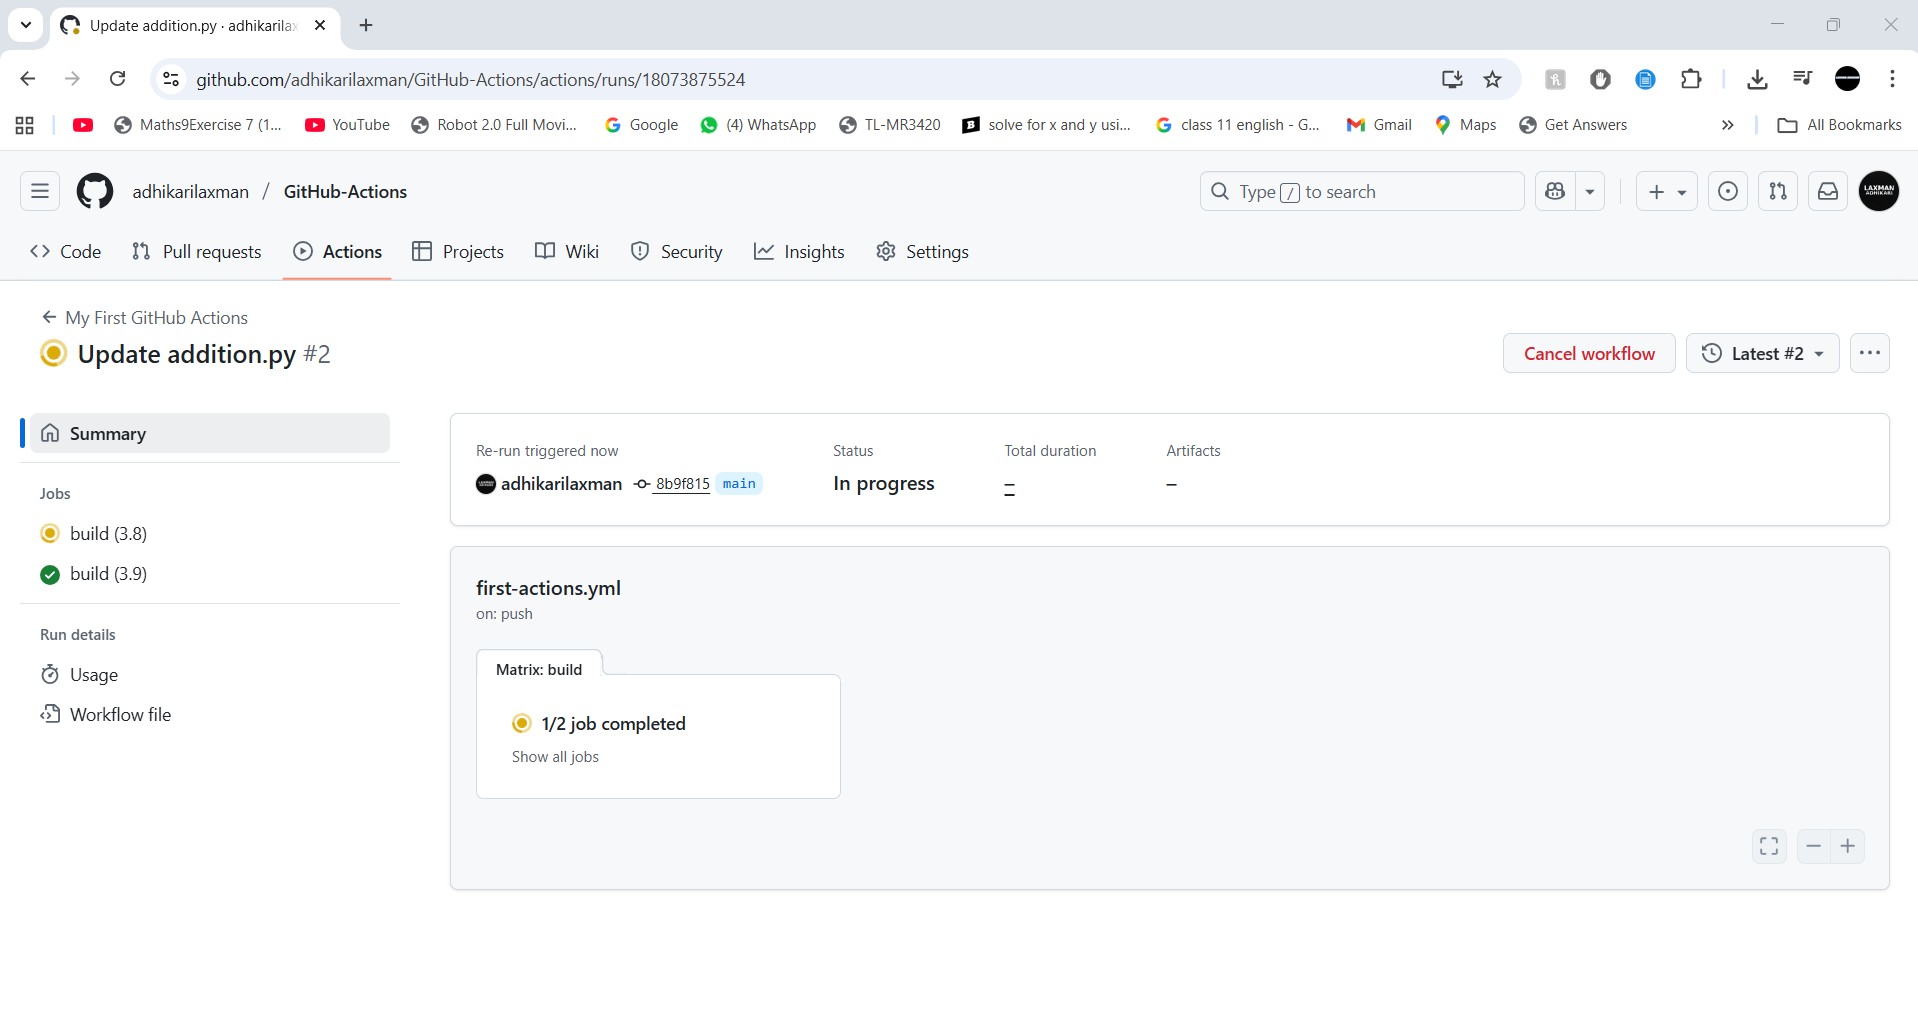 Update addition.py · adhikarilax
github.com/adhikarilaxman/GitHub-Actions/actions/runs/18073875524
Maths9Exercise 7 (1... YouTube Robot 2.0 Full Movi... Google (4) WhatsApp TL-MR3420 solve for x and y usi... class 11 english - G... Gmail Maps Get Answers » All Bookmarks
adhikarilaxman / GitHub-Actions Type / to search LAXMAN ADHIKARI
Code Pull requests Actions Projects Wiki Security Insights Settings
My First GitHub Actions
Update addition.py #2
Cancel workflow Latest #2
Summary
Jobs
build (3.8)
build (3.9)
Run details
Usage
Workflow file
Re-run triggered now Status Total duration Artifacts
adhikarilaxman 8b9f815 main In progress – –
first-actions.yml
on: push
Matrix: build
1/2 job completed
Show all jobs